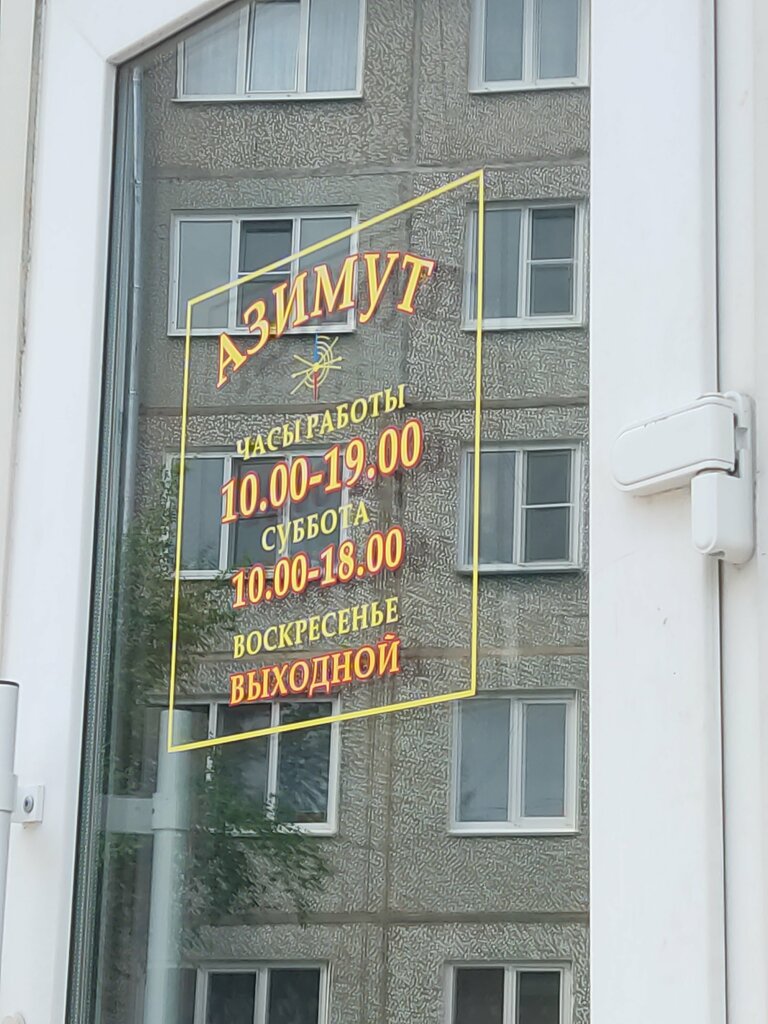 АЗИМУТ
ЧАСЫ РАБОТЫ
10.00-19.00
СУББОТА
10.00-18.00
ВОСКРЕСЕНЬЕ
ВЫХОДНОЙ